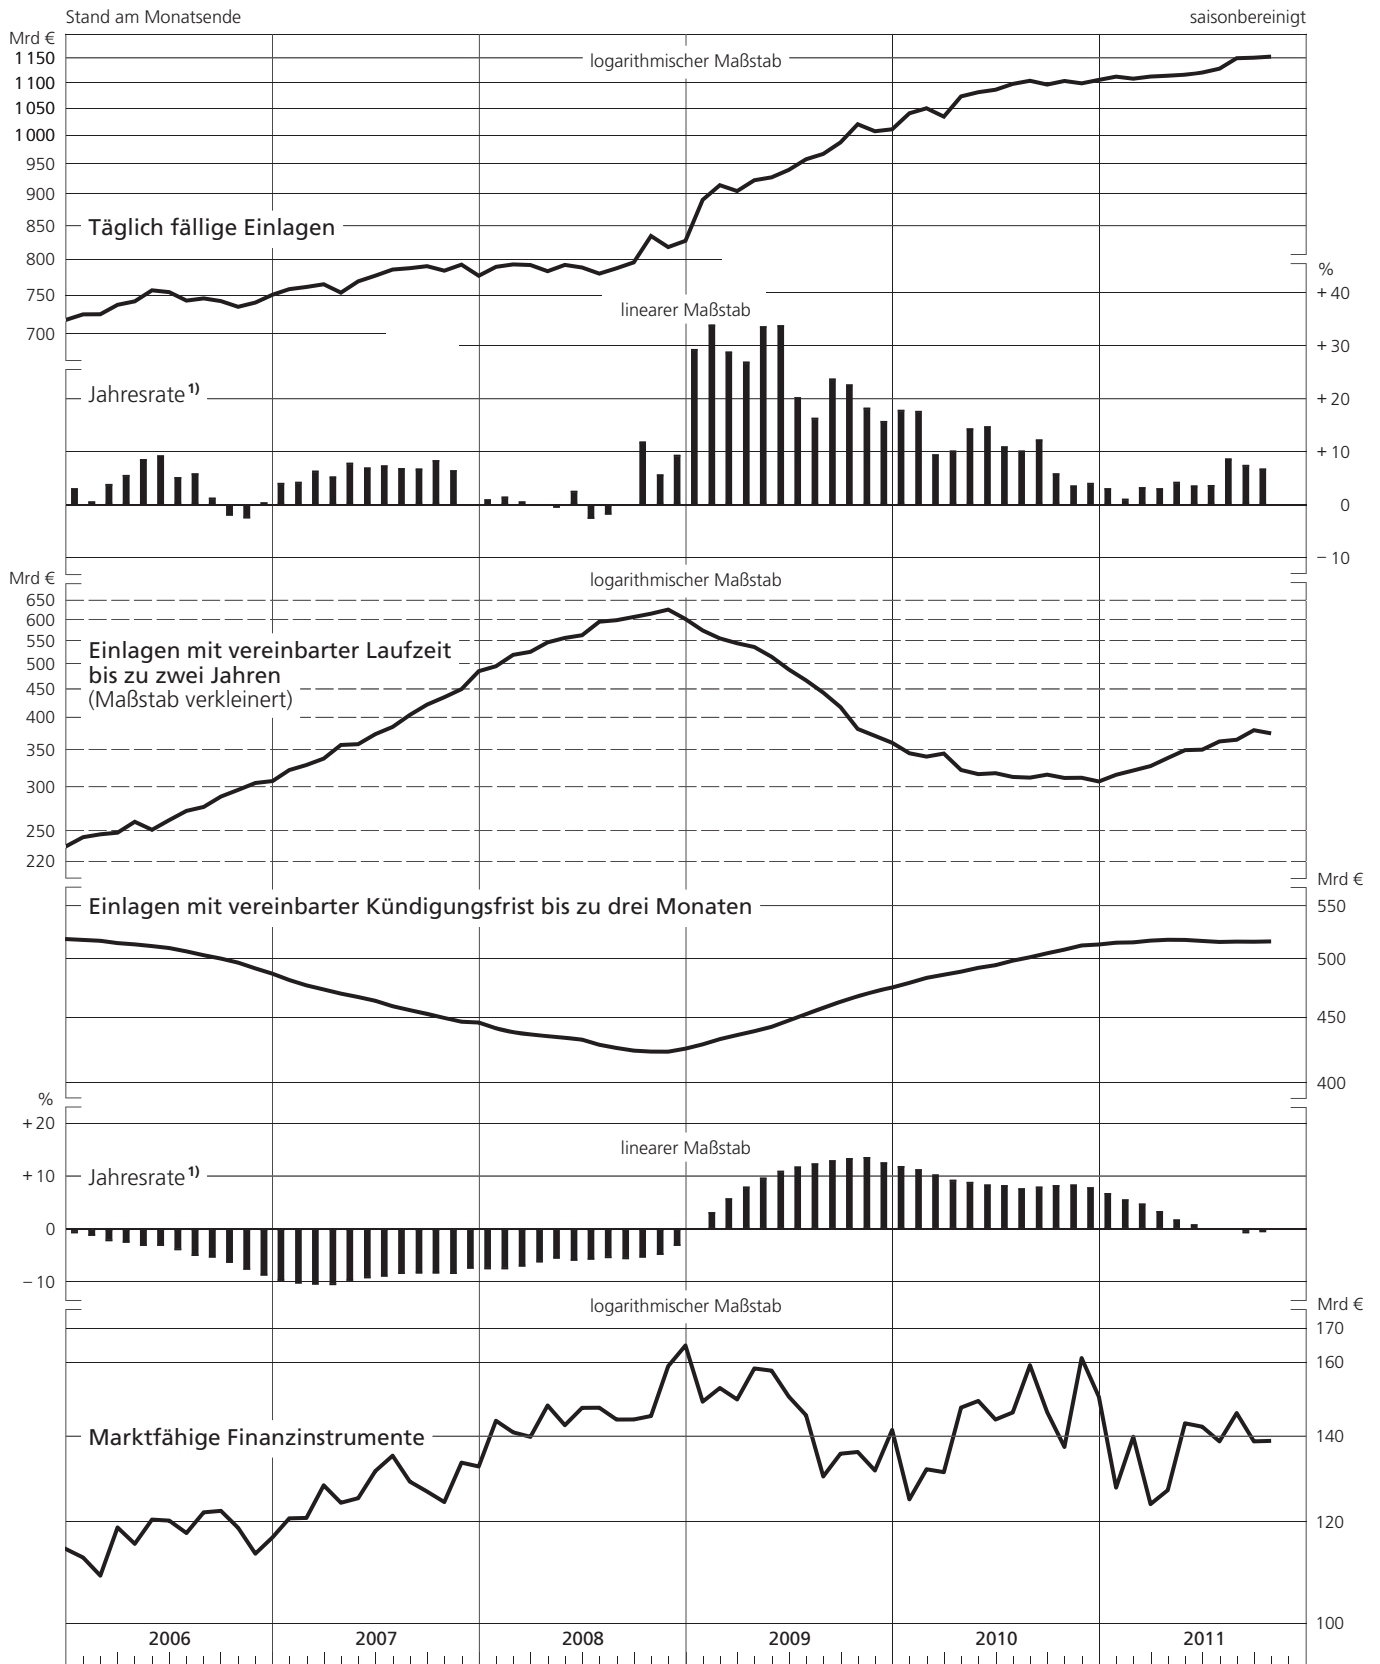 Stand am Monatsende
saisonbereinigt
Mrd €
logarithmischer Maßstab
1 150
1 100
1 050
1 000
950
900
850
800
750
700
Täglich fällige Einlagen
%
+ 40
+ 30
+ 20
+ 10
0
– 10
linearer Maßstab
Jahresrate 1)
Mrd €
logarithmischer Maßstab
650
600
550
500
450
400
350
300
250
220
Einlagen mit vereinbarter Laufzeit
bis zu zwei Jahren
(Maßstab verkleinert)
Mrd €
Einlagen mit vereinbarter Kündigungsfrist bis zu drei Monaten
550
500
450
400
%
+ 20
+ 10
0
– 10
linearer Maßstab
Jahresrate 1)
logarithmischer Maßstab
Mrd €
170
160
140
120
100
Marktfähige Finanzinstrumente
2006 2007 2008 2009 2010 2011